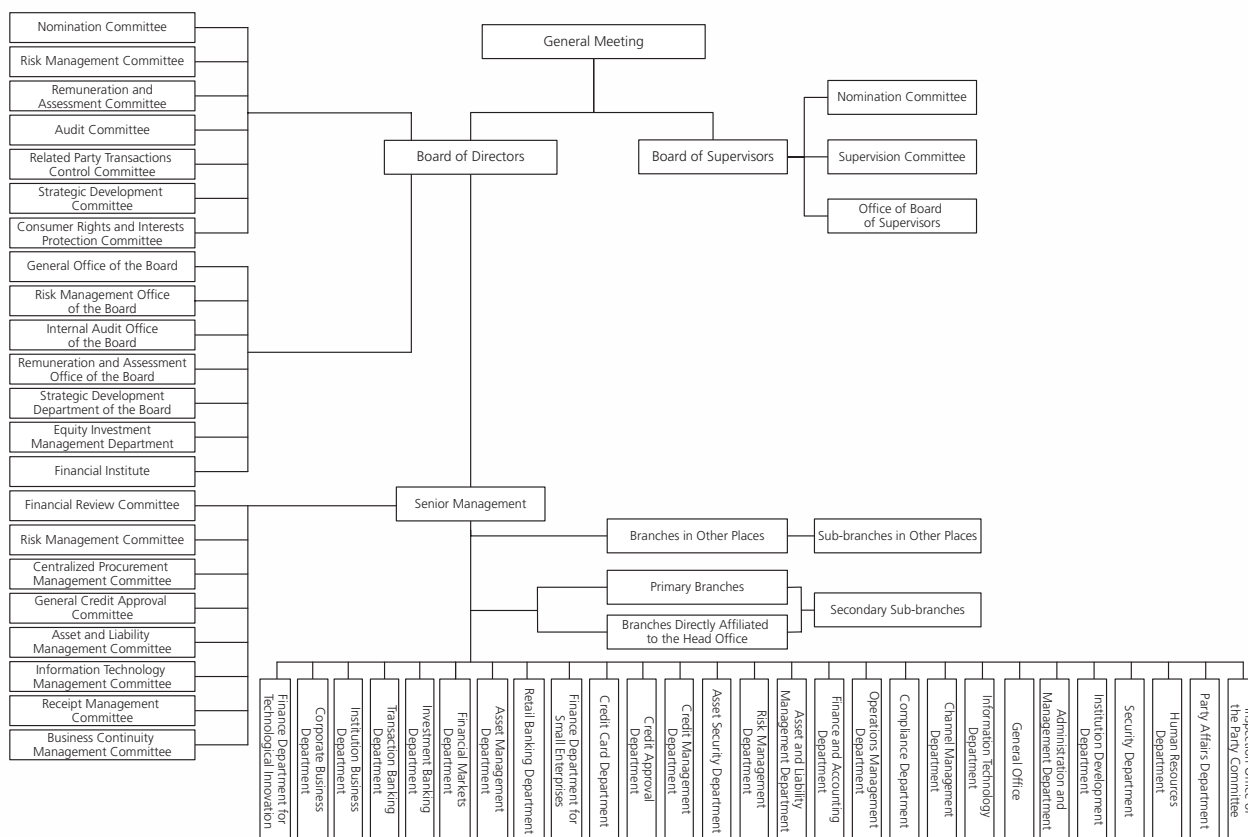 Nomination Committee
Risk Management Committee
Remuneration and
Assessment Committee
Audit Committee
Related Party Transactions
Control Committee
Strategic Development
Committee
Consumer Rights and Interests
Protection Committee
General Office of the Board
Risk Management Office
of the Board
Internal Audit Office
of the Board
Remuneration and Assessment
Office of the Board
Strategic Development
Department of the Board
Equity Investment
Management Department
Financial Institute
Financial Review Committee
Risk Management Committee
Centralized Procurement
Management Committee
General Credit Approval
Committee
Asset and Liability
Management Committee
Information Technology
Management Committee
Receipt Management
Committee
Business Continuity
Management Committee
General Meeting
Board of Directors
Board of Supervisors
Nomination Committee
Supervision Committee
Office of Board
of Supervisors
Senior Management
Branches in Other Places
Sub-branches in Other Places
Primary Branches
Branches Directly Affiliated
to the Head Office
Secondary Sub-branches
Finance Department for
Technological Innovation
Corporate Business
Department
Institution Business
Department
Transaction Banking
Department
Investment Banking
Department
Financial Markets
Department
Asset Management
Department
Retail Banking Department
Finance Department for
Small Enterprises
Credit Card Department
Credit Approval
Department
Credit Management
Department
Asset Security Department
Risk Management
Department
Asset and Liability
Management Department
Finance and Accounting
Department
Operations Management
Department
Compliance Department
Channel Management
Department
Information Technology
Department
General Office
Administration and
Management Department
Institution Development
Department
Security Department
Human Resources
Department
Party Affairs Department
the Party Committee